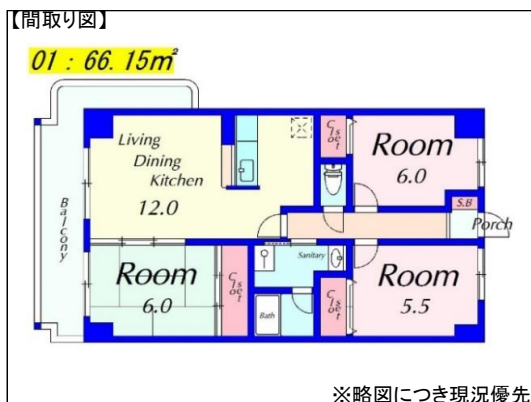 【間取り図】
01 : 66.15㎡
Living
Dining
Kitchen
12.0
Closet
Room
6.0
S.B
Porch
Balcony
Room
6.0
Closet
Sanitary
Bath
Closet
Room
5.5
※略図につき現況優先